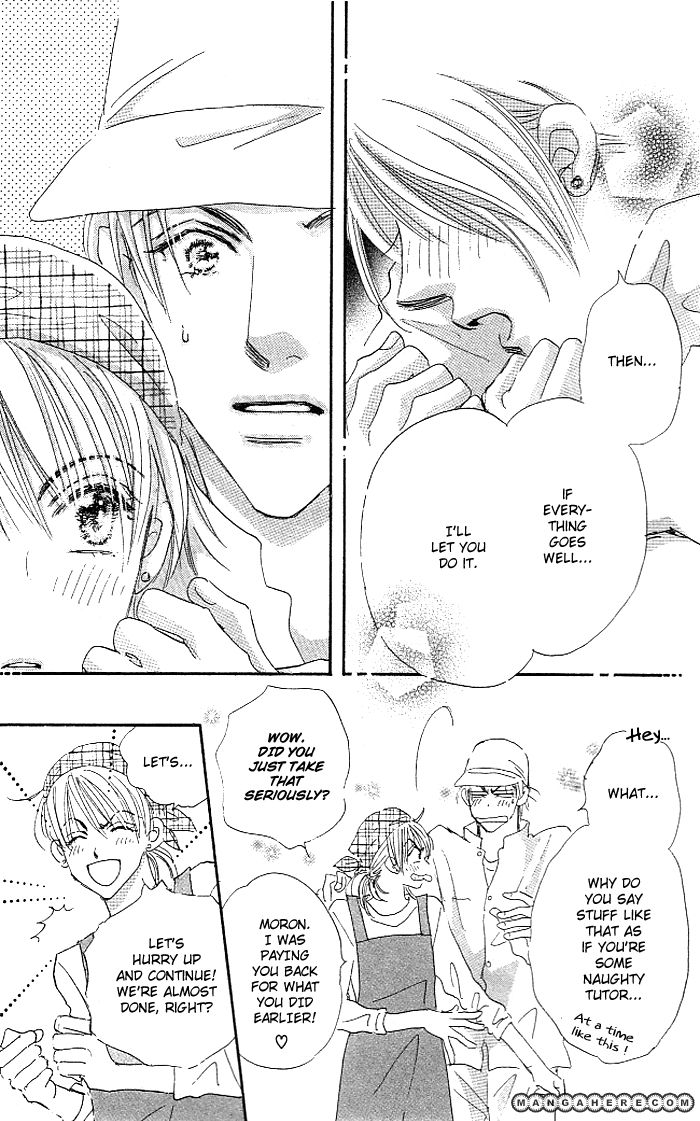 THEN...
IF
EVERY-
THING
GOES
WELL...
I'LL
LET YOU
DO IT.
Hey...
WHAT...
WHY DO
YOU SAY
STUFF LIKE
THAT AS
IF YOU'RE
SOME
NAUGHTY
TUTOR...
At a time
like this!
WOW.
DID YOU
JUST TAKE
THAT
SERIOUSLY?
MORON.
I WAS
PAYING
YOU BACK
FOR WHAT
YOU DID
EARLIER!
♡
LET'S...
LET'S
HURRY UP
AND CONTINUE!
WE'RE ALMOST
DONE, RIGHT?
MANGAHERE.COM